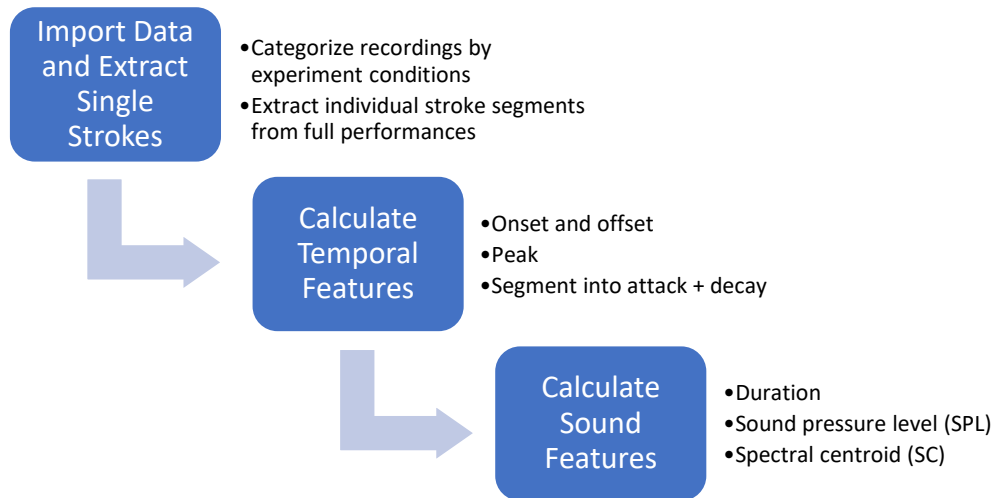 Import Data
and Extract
Single
Strokes
•Categorize recordings by
experiment conditions
•Extract individual stroke segments
from full performances
Calculate
Temporal
Features
•Onset and offset
•Peak
•Segment into attack + decay
Calculate
Sound
Features
•Duration
•Sound pressure level (SPL)
•Spectral centroid (SC)